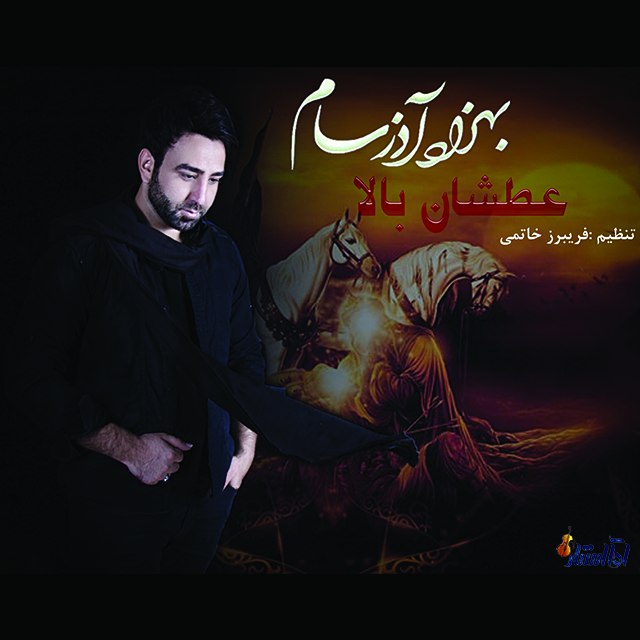 بهزاد آذرسام
عطشان بالا
تنظیم :فریبرز خاتمی